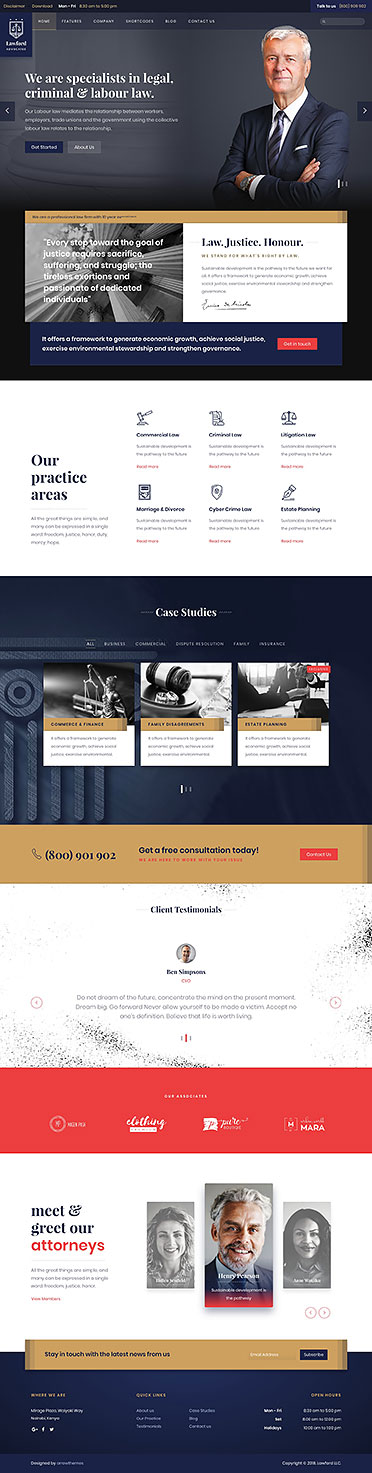 Disclaimer Download Mon - Fri 8.30 am to 5.00 pm Talk to us (800) 908 902
Lawford
ADVOCATES
HOME FEATURES COMPANY SHORTCODES BLOG CONTACT US
We are specialists in legal,
criminal & labour law.
Our Labour law mediates the relationship between workers,
employers, trade unions and the government using the collective
labour law relates to the relationship.
Get Started About Us
We are a professional law firm with 10 year
"Every step toward the goal of
justice requires sacrifice,
suffering, and struggle; the
tireless exertions and
passionate of dedicated
individuals"
Law. Justice. Honour.
WE STAND FOR WHAT'S RIGHT BY LAW.
Sustainable development is the pathway to the future we want for
all. It offers a framework to generate economic growth, achieve social
justice, exercise environmental stewardship and strengthen
governance.
It offers a framework to generate economic growth, achieve social justice,
exercise environmental stewardship and strengthen governance.
Get in touch
Our
practice
areas
All the great things are simple, and
many can be expressed in a single
word: freedom, justice, honor, duty,
mercy, hope.
Commercial Law
Sustainable development is
the pathway to the future
Read more
Criminal Law
Sustainable development is
the pathway to the future
Read more
Litigation Law
Sustainable development is
the pathway to the future
Read more
Marriage & Divorce
Sustainable development is
the pathway to the future
Read more
Cyber Crime Law
Sustainable development is
the pathway to the future
Read more
Estate Planning
Sustainable development is
the pathway to the future
Read more
Case Studies
ALL BUSINESS COMMERCIAL DISPUTE RESOLUTION FAMILY INSURANCE
COMMERCE & FINANCE
It offers a framework to generate
economic growth, achieve social
justice, exercise environmental.
FAMILY DISAGREEMENTS
It offers a framework to generate
economic growth, achieve social
justice, exercise environmental.
ESTATE PLANNING
It offers a framework to generate
economic growth, achieve social
justice, exercise environmental.
(800) 901 902
Get a free consultation today!
WE ARE HERE TO WORK WITH YOUR ISSUE
Contact Us
Client Testimonials
Ben Simpsons
CEO
Do not dream of the future, concentrate the mind on the present moment.
Dream big. Go forward Never allow yourself to be made a victim. Accept no
one's definition. Believe that life is worth living.
OUR ASSOCIATES
clothing
pure
BOUTIQUE
MARA
meet &
greet our
attorneys
All the great things are simple, and
many can be expressed in a single
word: freedom, justice.
View Members
Henry Pearson
Sustainable development is
the pathway
Stay in touch with the latest news from us
Email Address
Subscribe
WHERE WE ARE
Mirage Plaza, Waiyaki Way
Nairobi, Kenya
QUICK LINKS
About us
Our Practice
Testimonials
Case Studies
Blog
Contact us
OPEN HOURS
Mon - Fri 8:30 am to 5:00 pm
Sat 8:00 am to 12:00 pm
Holidays 10:00 am to 11:00 am
Designed by arrowthemes
Copyright © 2018. Lawford LLC.